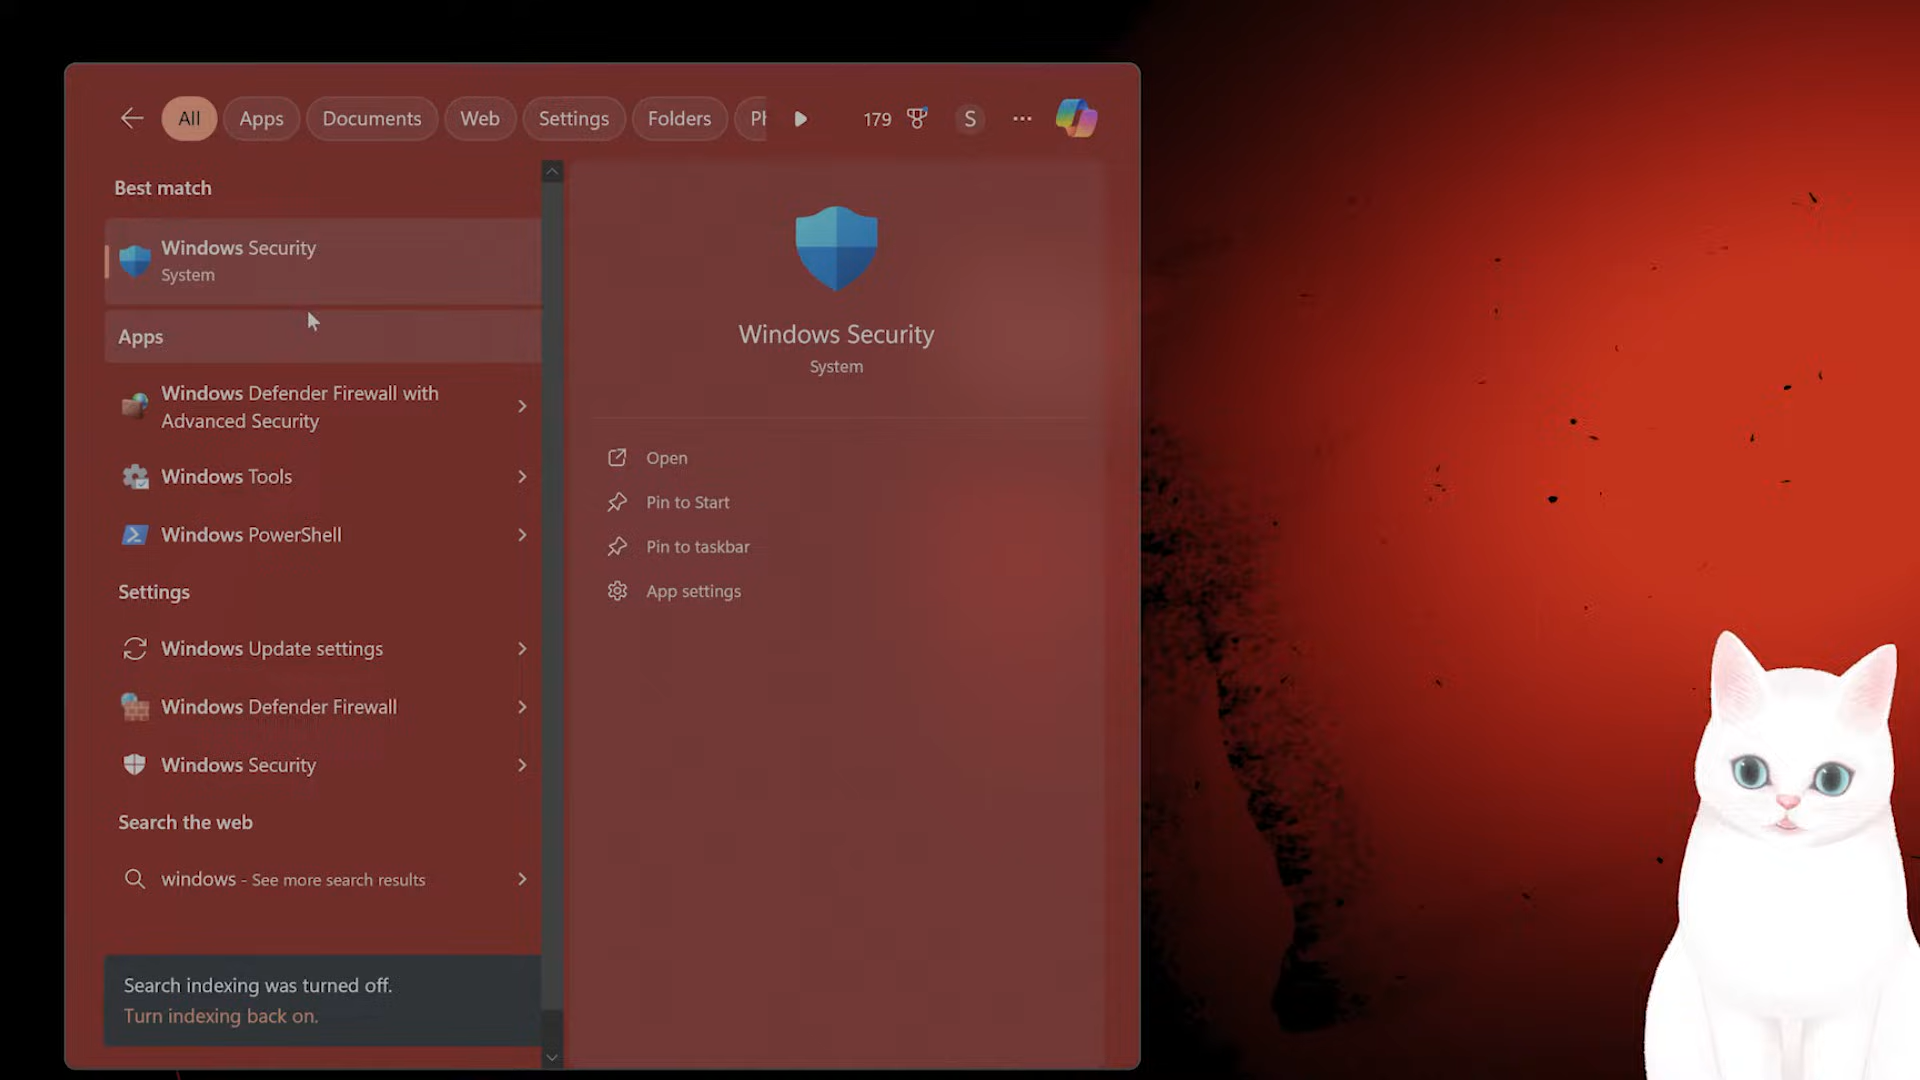 All Apps Documents Web Settings Folders 179 S
Best match
Windows Security
System
Apps
Windows Defender Firewall with
Advanced Security
Windows Tools
Windows PowerShell
Settings
Windows Update settings
Windows Defender Firewall
Windows Security
Search the web
windows - See more search results
Search indexing was turned off.
Turn indexing back on.
Windows Security
System
Open
Pin to Start
Pin to taskbar
App settings